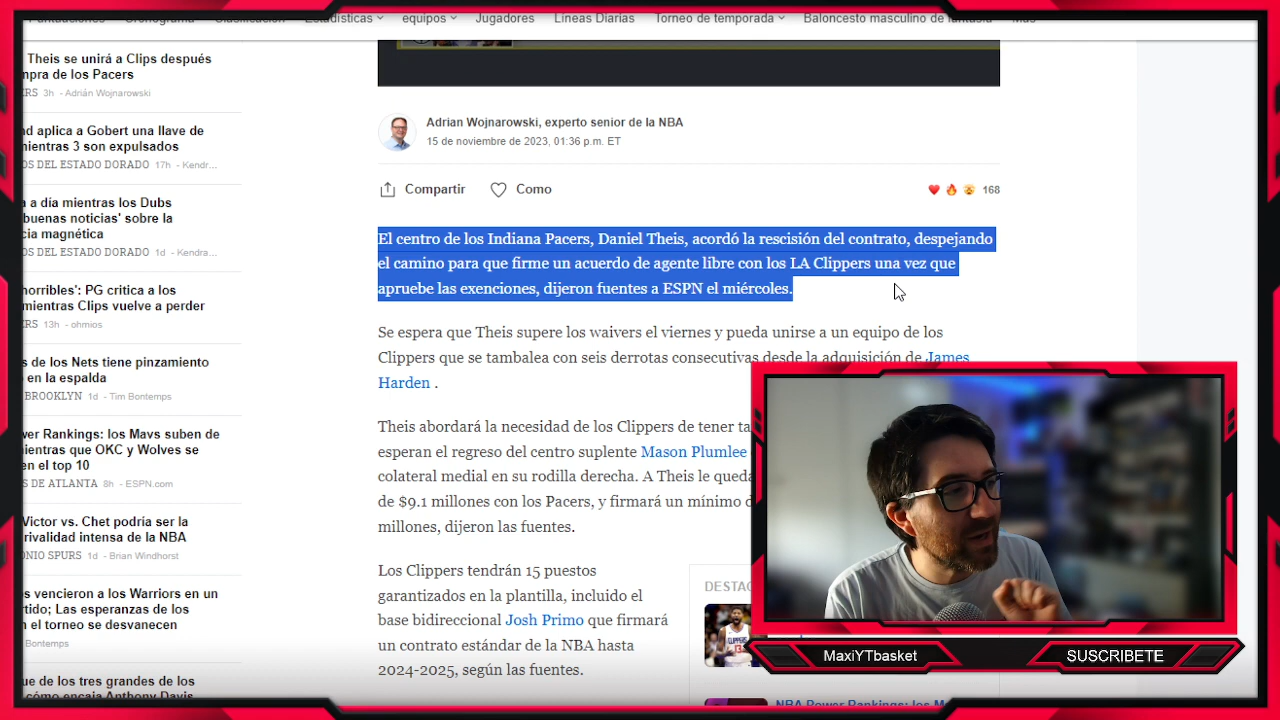 Estadísticas
equipos
Jugadores
Líneas Diarias
Torneo de temporada
Baloncesto masculino de fantasía
Más
Theis se unirá a Clips después
de los Pacers
3h - Adrián Wojnarowski
aplica a Gobert una llave de
mientras 3 son expulsados
DEL ESTADO DORADO 17h - Kendr...
a día mientras los Dubs
buenas noticias' sobre la
magnética
DEL ESTADO DORADO 1d - Kendra...
PG critica a los
mientras Clips vuelve a perder
13h - ohmios
de los Nets tiene pinzamiento
en la espalda
BROOKLYN 1d - Tim Bontemps
Rankings: los Mavs suben de
que OKC y Wolves se
en el top 10
DE ATLANTA 8h - ESPN.com
Victor vs. Chet podría ser la
rivalidad intensa de la NBA
SPURS 1d - Brian Windhorst
vencieron a los Warriors en un
Las esperanzas de los
el torneo se desvanecen
Bontemps
de los tres grandes de los
cómo encaja Anthony Davis
Adrian Wojnarowski, experto senior de la NBA
15 de noviembre de 2023, 01:36 p.m. ET
Compartir
Como
168
El centro de los Indiana Pacers, Daniel Theis, acordó la rescisión del contrato, despejando
el camino para que firme un acuerdo de agente libre con los LA Clippers una vez que
apruebe las exenciones, dijeron fuentes a ESPN el miércoles.
Se espera que Theis supere los waivers el viernes y pueda unirse a un equipo de los
Clippers que se tambalea con seis derrotas consecutivas desde la adquisición de James
Harden .
Theis abordará la necesidad de los Clippers de tener
esperan el regreso del centro suplente Mason Plumlee
colateral medial en su rodilla derecha. A Theis le queda
de $9.1 millones con los Pacers, y firmará un mínimo
millones, dijeron las fuentes.
Los Clippers tendrán 15 puestos
garantizados en la plantilla, incluido el
base bidireccional Josh Primo que firmará
un contrato estándar de la NBA hasta
2024-2025, según las fuentes.
NBA Power Rankings: los
MaxiYTbasket
SUSCRIBETE